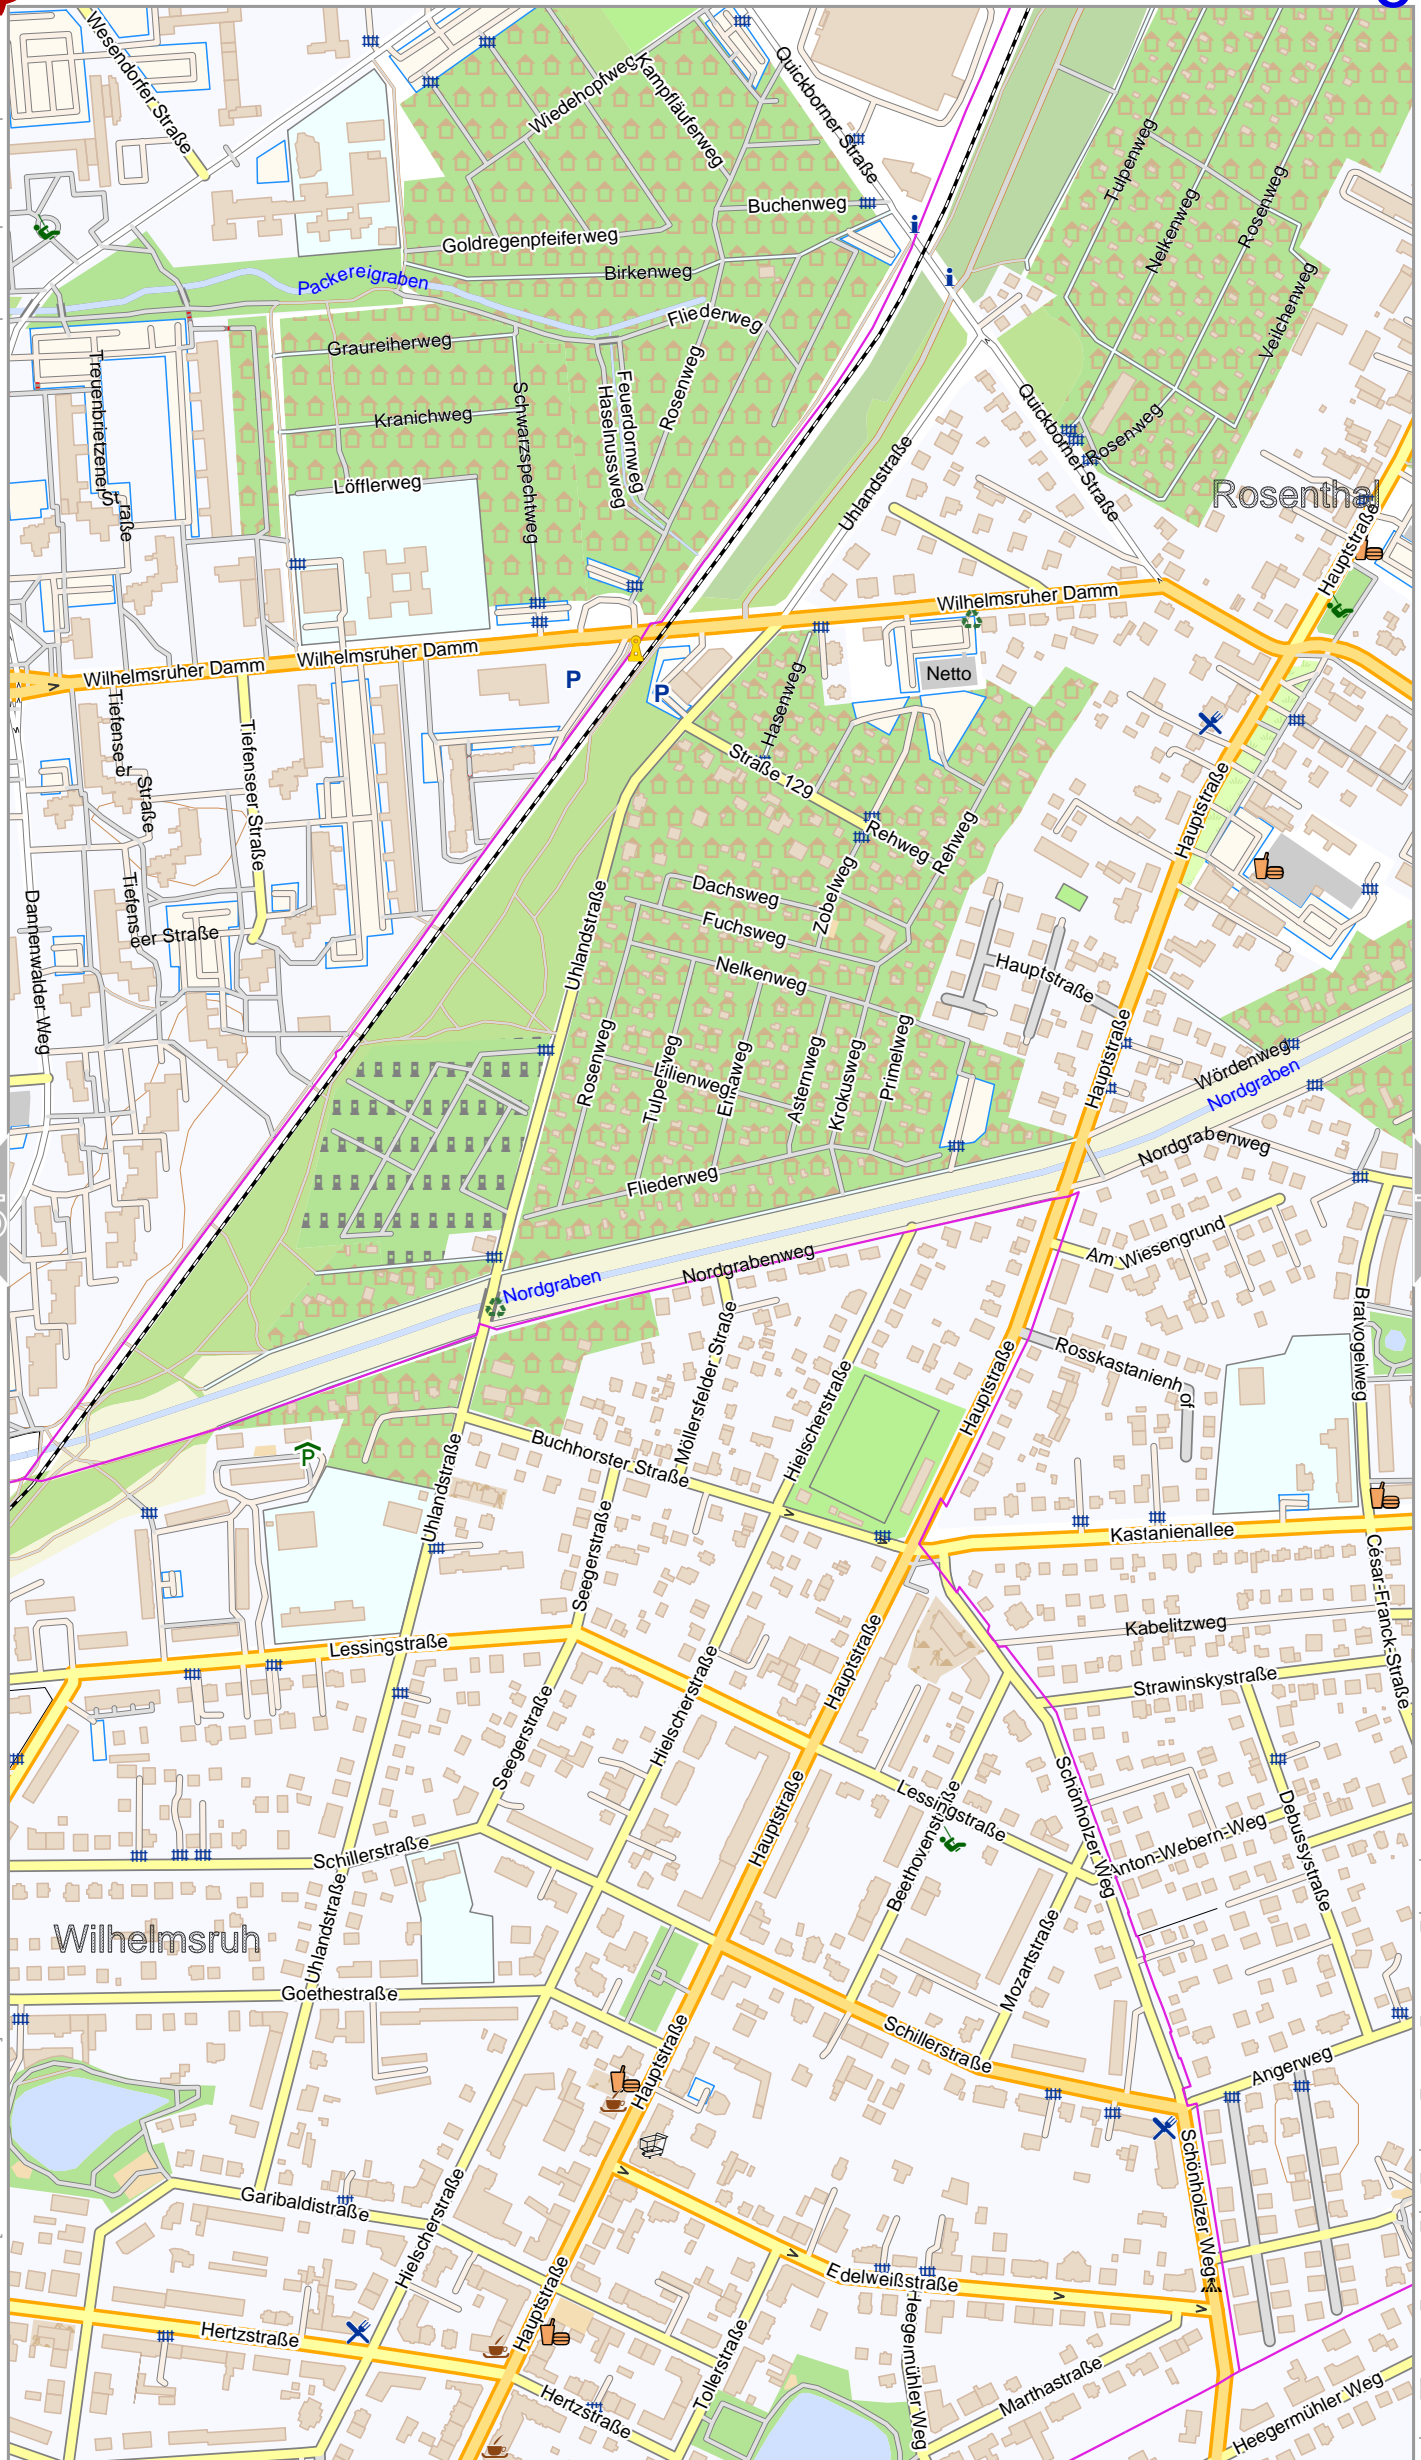 Wesendorfer Straße
Wiedehopfweg
Kampfläuferweg
Quickborner Straße
Tulpenweg
Nelkenweg
Rosenweg
Buchenweg
i
Goldregenpfeiferweg
Birkenweg
Packereigraben
Fliederweg
i
Veilchenweg
Graureiherweg
Kranichweg
Schwarzspechtweg
Haselnussweg
Feuerdornweg
Rosenweg
Treuenbrietzener Straße
Löfflerweg
Uhlandstraße
Quickborner Straße
Rosenweg
Rosenthal
Hauptstraße
Wilhelmsruher Damm
Wilhelmsruher Damm
Wilhelmsruher Damm
Netto
P
P
Tiefenseer Straße
Tiefenseer Straße
Hasenweg
Straße 129
Rehweg
Rehweg
Zobelweg
Hauptstraße
Dannenwalder Weg
Tiefenseer Straße
Uhlandstraße
Dachsweg
Fuchsweg
Nelkenweg
Hauptstraße
Hauptstraße
Rosenweg
Tulpenweg
Lilienweg
Erikaweg
Asternweg
Krokusweg
Primelweg
Fliederweg
Wördenweg
Nordgraben
Nordgrabenweg
Am Wiesengrund
Nordgraben
Nordgrabenweg
Möllersfelder Straße
Hielscherstraße
Hauptstraße
Rosskastanienhof
Bratvogelweg
P
Uhlandstraße
Buchhorster Straße
Seegerstraße
Kastanienallee
César-Franck-Straße
Kabelitzweg
Strawinskystraße
Lessingstraße
Hauptstraße
Hielscherstraße
Seegerstraße
Hauptstraße
Lessingstraße
Beethovenstraße
Schönholzer Weg
Anton-Webern-Weg
Debussystraße
Schillerstraße
Uhlandstraße
Wilhelmsruh
Goethestraße
Mozartstraße
Schillerstraße
Hauptstraße
Angerweg
Schönholzer Weg
Garibaldistraße
Hielscherstraße
Hauptstraße
Edelweißstraße
Hertzstraße
Hertzstraße
Tollerstraße
Heegemühler Weg
Marthastraße
Heegermühler Weg